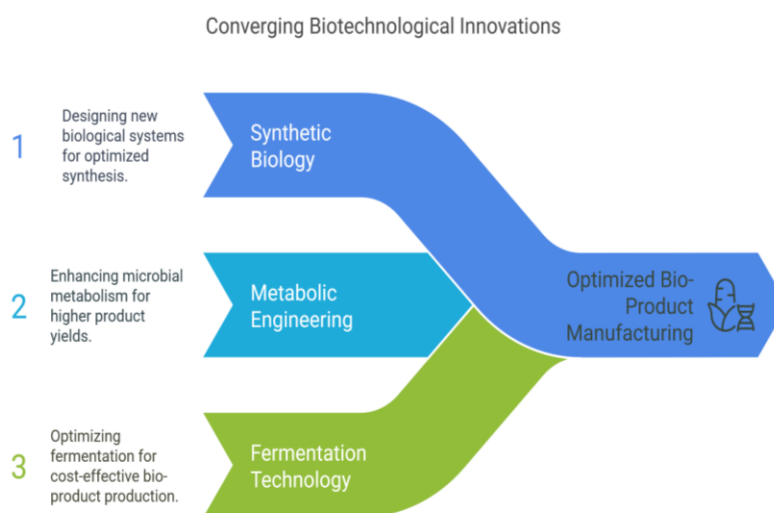 Converging Biotechnological Innovations
1
Designing new
biological systems
for optimized
synthesis.
Synthetic
Biology
2
Enhancing microbial
metabolism for
higher product
yields.
Metabolic
Engineering
Optimized Bio-
Product
Manufacturing
3
Optimizing
fermentation for
cost-effective bio-
product production.
Fermentation
Technology